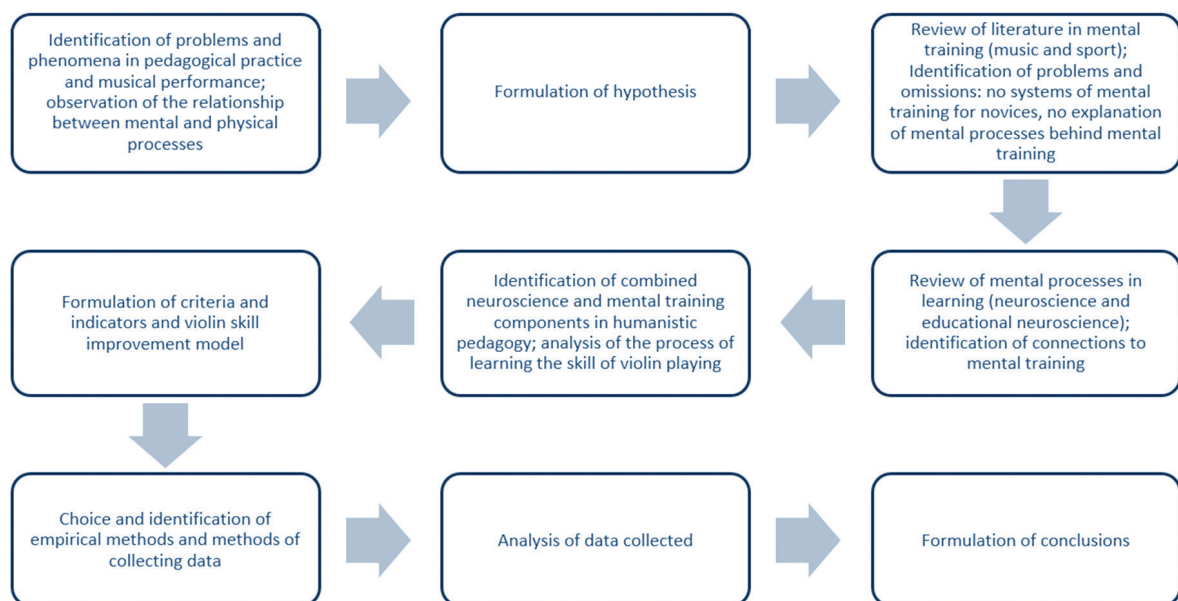 Identification of problems and
phenomena in pedagogical practice
and musical performance;
observation of the relationship
between mental and physical
processes
Formulation of hypothesis
Review of literature in mental
training (music and sport);
Identification of problems and
omissions: no systems of mental
training for novices, no explanation
of mental processes behind mental
training
Review of mental processes in
learning (neuroscience and
educational neuroscience);
identification of connections to
mental training
Identification of combined
neuroscience and mental training
components in humanistic
pedagogy; analysis of the process of
learning the skill of violin playing
Formulation of criteria and
indicators and violin skill
improvement model
Choice and identification of
empirical methods and methods of
collecting data
Analysis of data collected
Formulation of conclusions